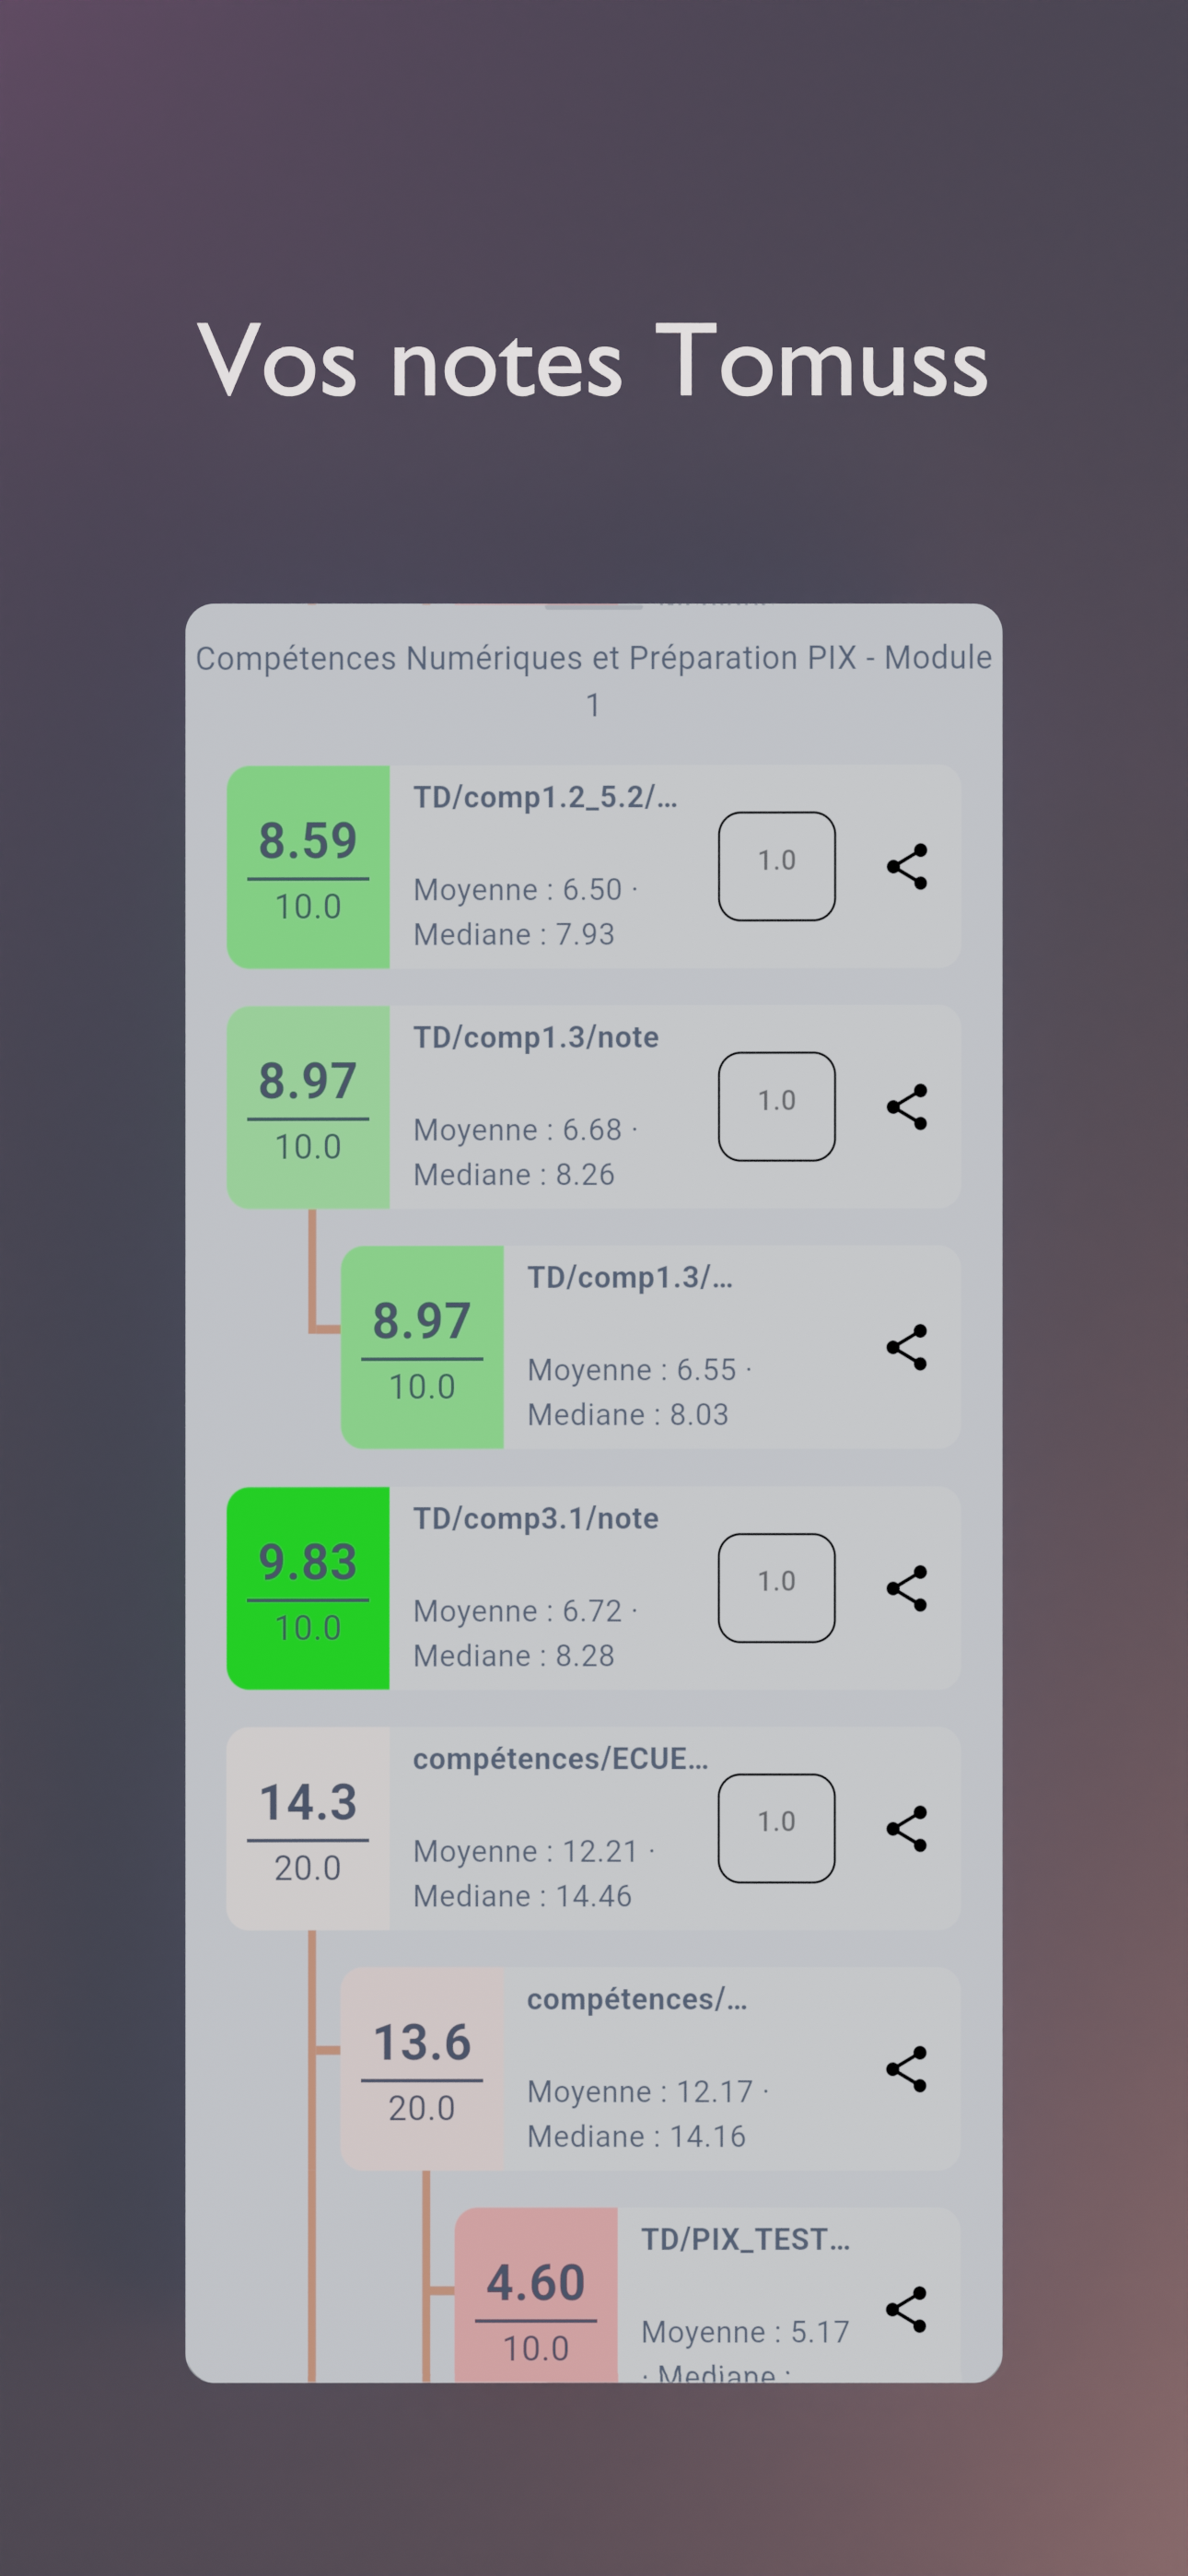 Vos notes Tomuss
Compétences Numériques et Préparation PIX - Module
1
8.59
10.0
TD/comp1.2_5.2/…
Moyenne : 6.50 ·
Mediane : 7.93
1.0
8.97
10.0
TD/comp1.3/note
Moyenne : 6.68 ·
Mediane : 8.26
1.0
8.97
10.0
TD/comp1.3/…
Moyenne : 6.55 ·
Mediane : 8.03
9.83
10.0
TD/comp3.1/note
Moyenne : 6.72 ·
Mediane : 8.28
1.0
14.3
20.0
compétences/ECUE…
Moyenne : 12.21 ·
Mediane : 14.46
1.0
13.6
20.0
compétences/…
Moyenne : 12.17 ·
Mediane : 14.16
4.60
10.0
TD/PIX_TEST…
Moyenne : 5.17
· Mediane :